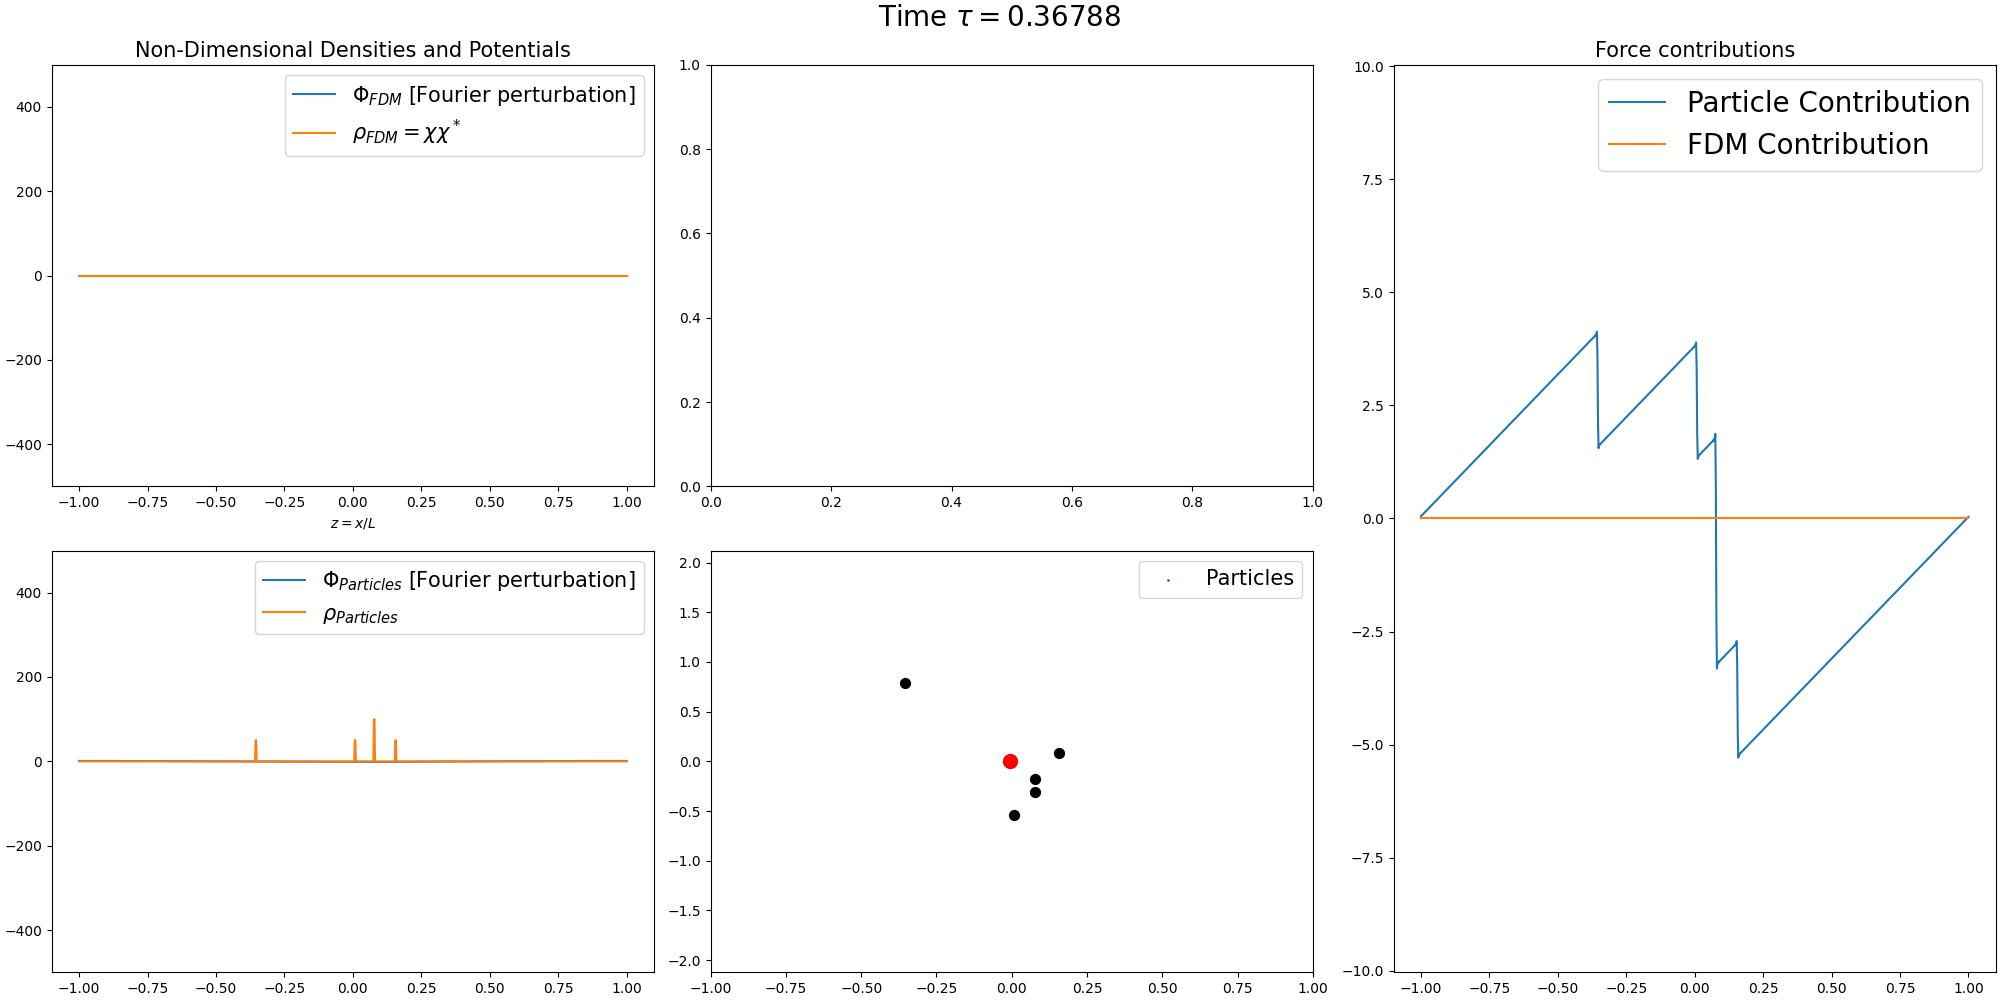 Time τ = 0.36788
Non-Dimensional Densities and Potentials
Φ_FDM [Fourier perturbation]
ρ_FDM = χχ*
400
200
0
−200
−400
−1.00 −0.75 −0.50 −0.25 0.00 0.25 0.50 0.75 1.00
z = x/L
1.0
0.8
0.6
0.4
0.2
0.0
0.0 0.2 0.4 0.6 0.8 1.0
Φ_Particles [Fourier perturbation]
ρ_Particles
400
200
0
−200
−400
−1.00 −0.75 −0.50 −0.25 0.00 0.25 0.50 0.75 1.00
Particles
2.0
1.5
1.0
0.5
0.0
−0.5
−1.0
−1.5
−2.0
−1.00 −0.75 −0.50 −0.25 0.00 0.25 0.50 0.75 1.00
Force contributions
Particle Contribution
FDM Contribution
10.0
7.5
5.0
2.5
0.0
−2.5
−5.0
−7.5
−10.0
−1.00 −0.75 −0.50 −0.25 0.00 0.25 0.50 0.75 1.00